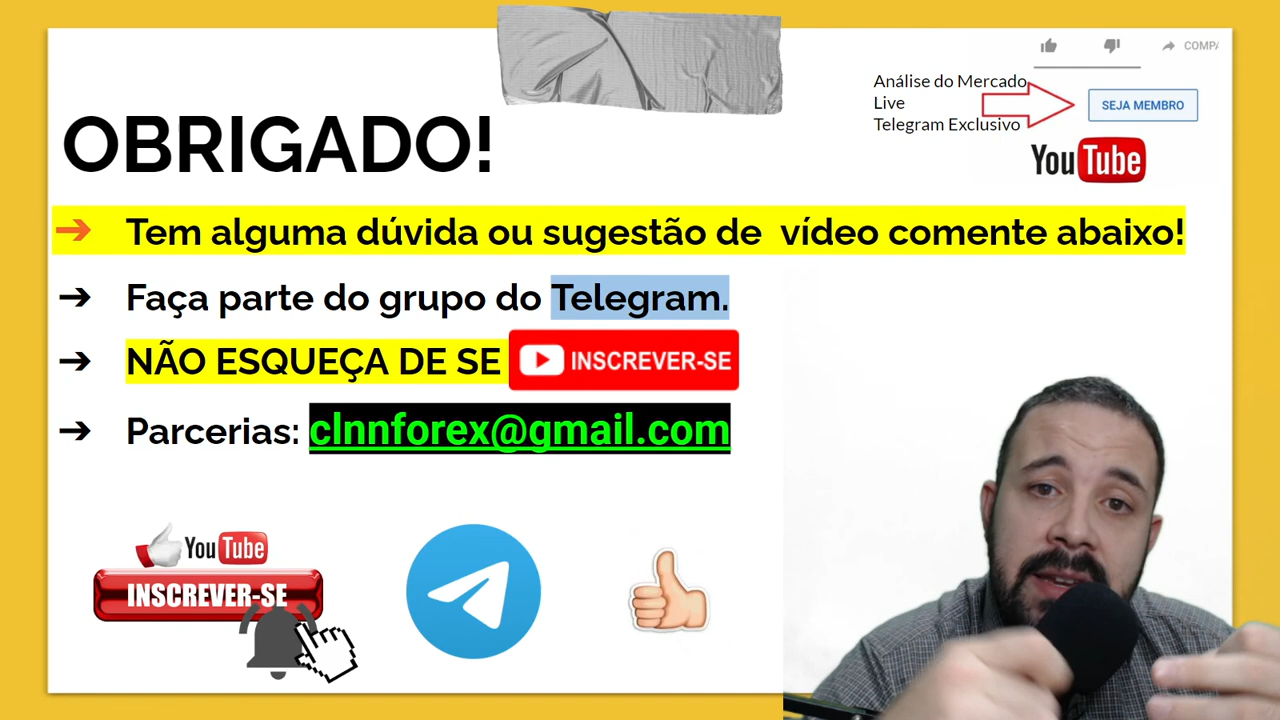 COMPA
Análise do Mercado
Live
Telegram Exclusivo
SEJA MEMBRO
YouTube
OBRIGADO!
➔ Tem alguma dúvida ou sugestão de vídeo comente abaixo!
➔ Faça parte do grupo do Telegram.
➔ NÃO ESQUEÇA DE SE INSCREVER-SE
➔ Parcerias: clnnforex@gmail.com
YouTube
INSCREVER-SE